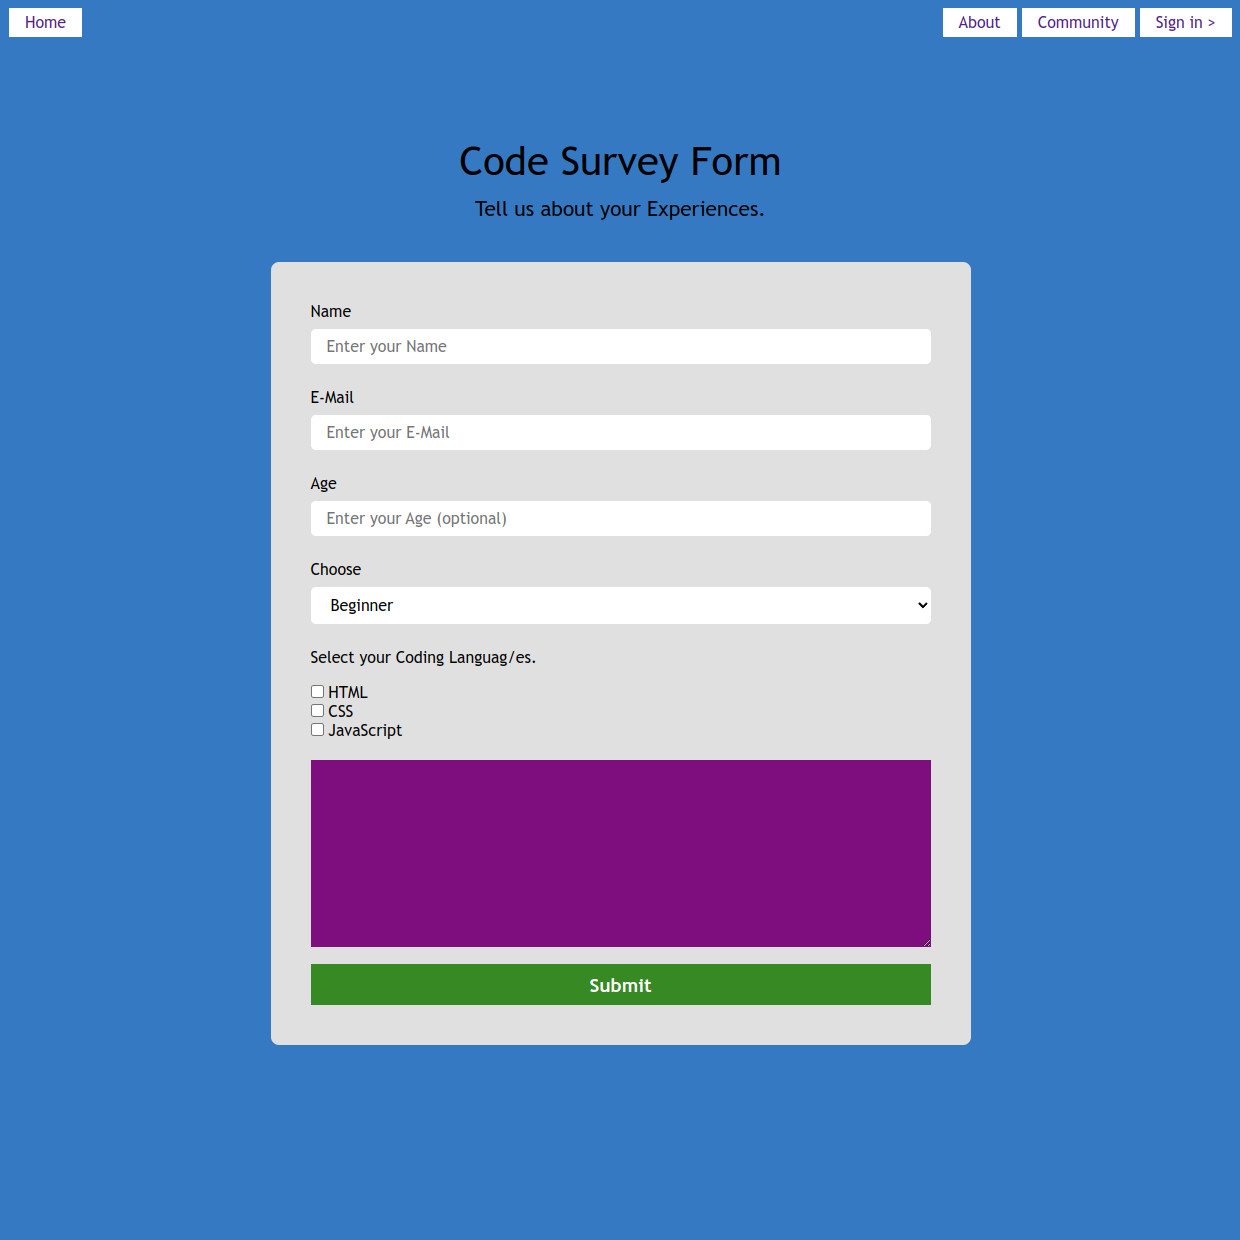 Home About Community Sign in >
Code Survey Form
Tell us about your Experiences.
Name
Enter your Name
E-Mail
Enter your E-Mail
Age
Enter your Age (optional)
Choose
Beginner
Select your Coding Languag/es.
HTML
CSS
JavaScript
Submit